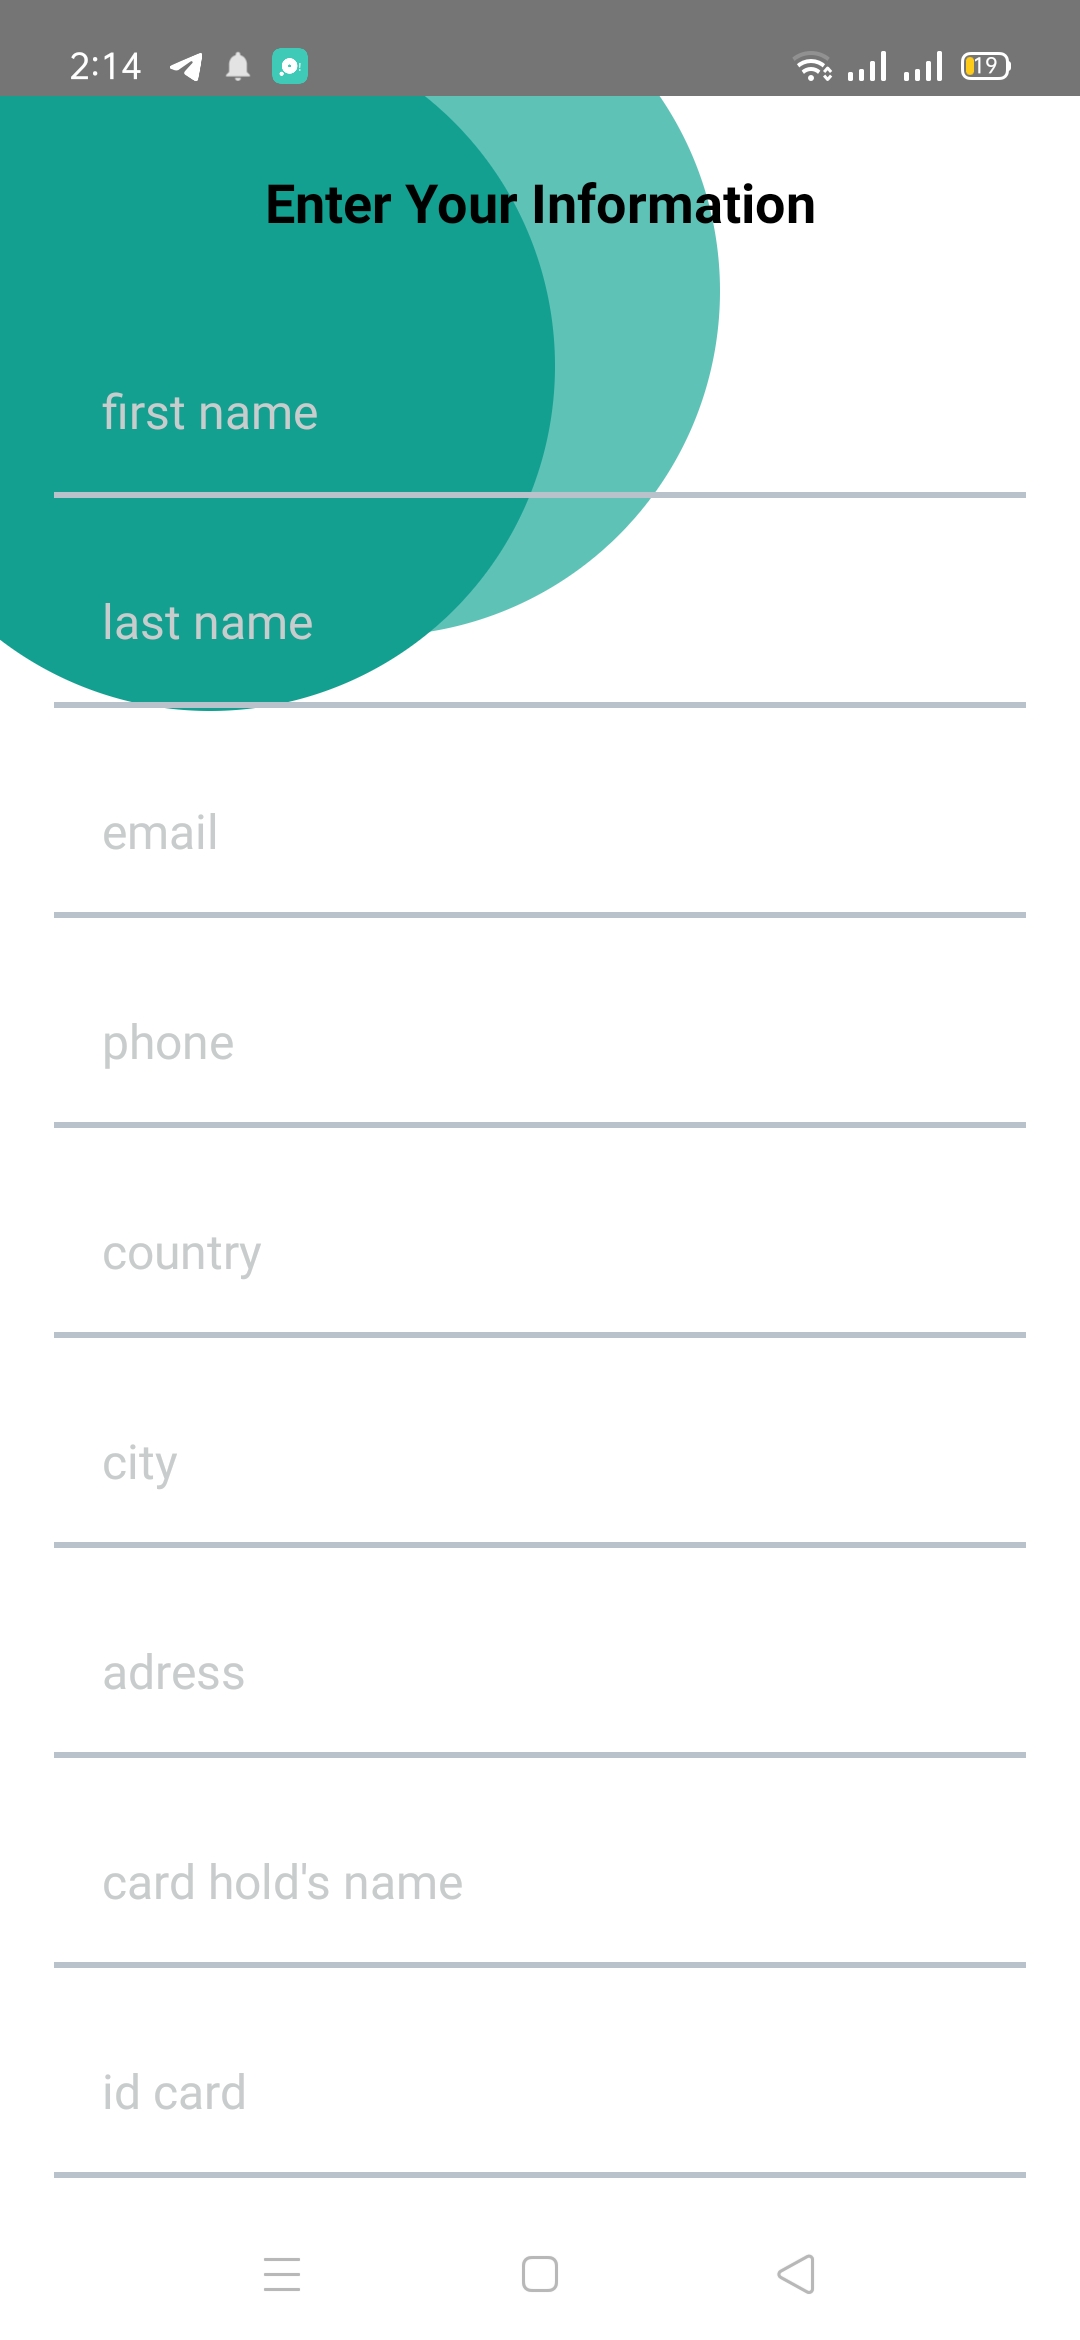 2:14
19
Enter Your Information
first name
last name
email
phone
country
city
adress
card hold's name
id card